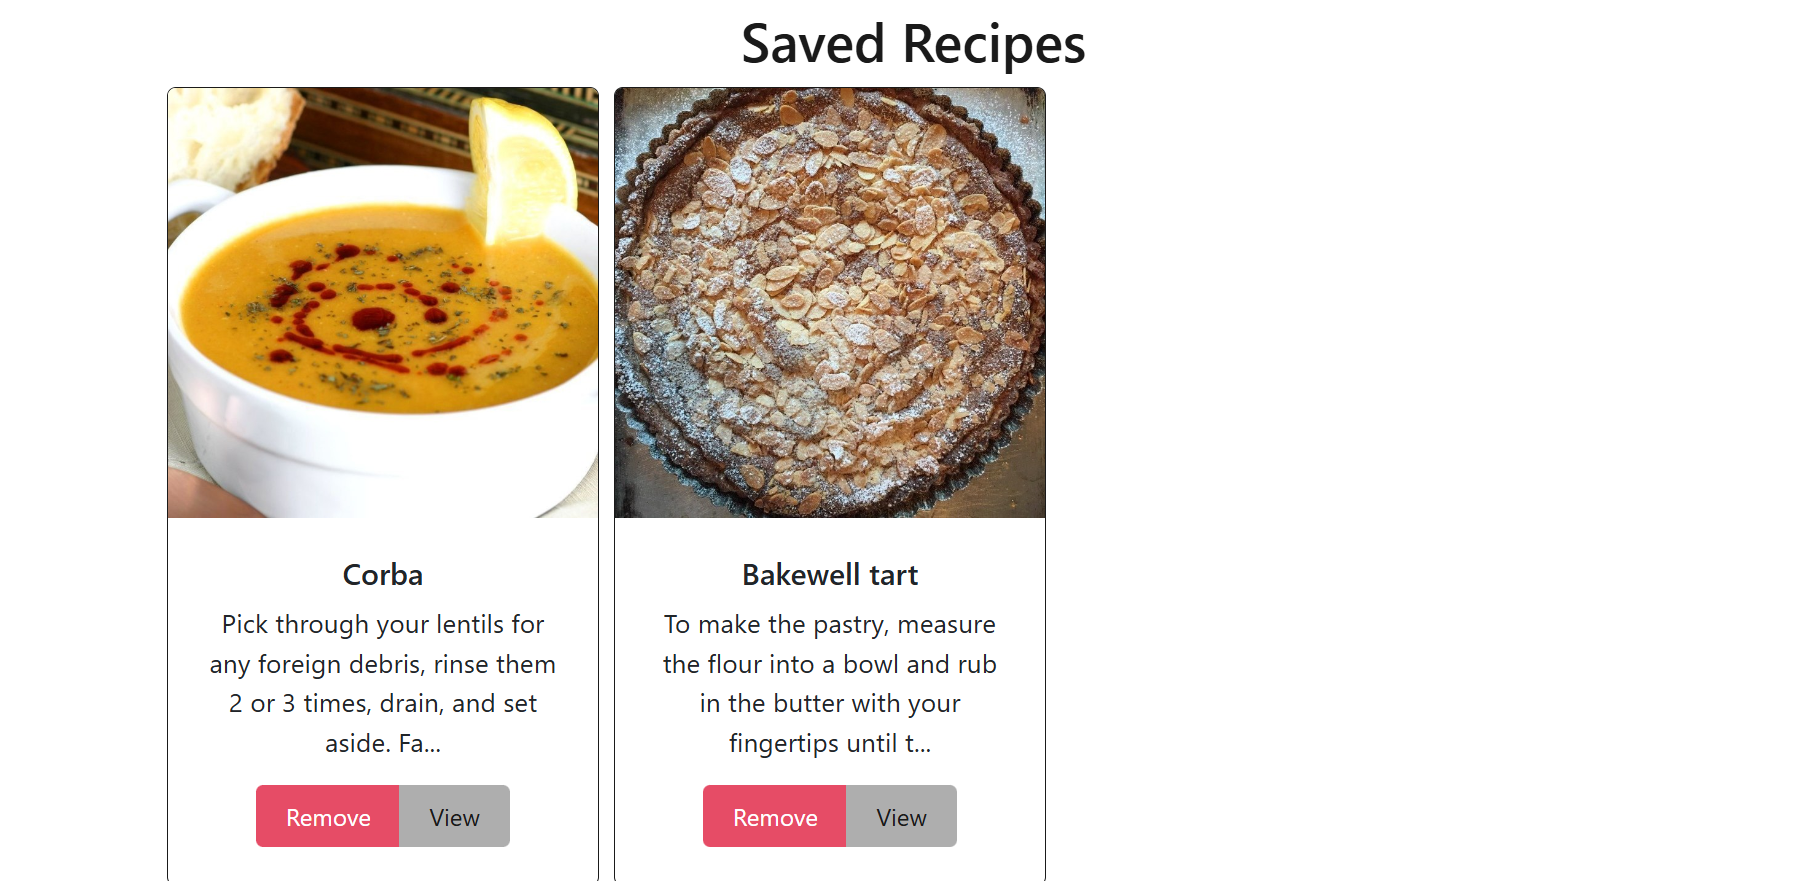 Saved Recipes
Corba
Pick through your lentils for
any foreign debris, rinse them
2 or 3 times, drain, and set
aside. Fa...
Remove
View
Bakewell tart
To make the pastry, measure
the flour into a bowl and rub
in the butter with your
fingertips until t...
Remove
View